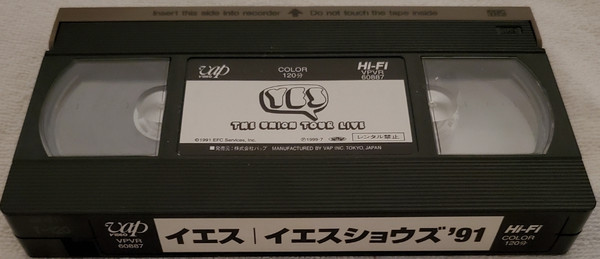 Insert this side into recorder ↑ Do not touch the tape inside
VHS
vap
VIDEO
COLOR
120分
Hi-Fi
VPVR
60887
YES
THE UNION TOUR LIVE
©1991 EFC Services, Inc.
レンタル禁止
■発売元/株式会社バップ MANUFACTURED BY VAP INC. TOKYO, JAPAN
vap
VIDEO
VPVR
60887
イエス|イエスショウズ'91
Hi-Fi
COLOR
120分